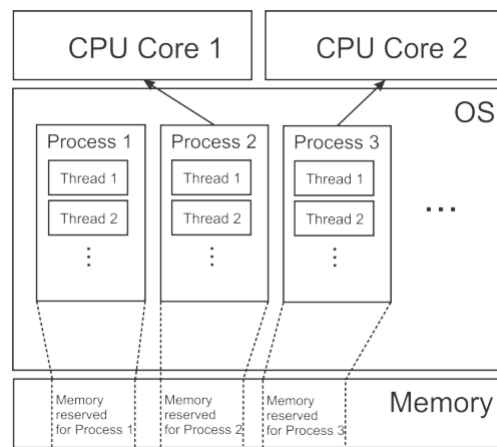 CPU Core 1
CPU Core 2
OS
Process 1
Thread 1
Thread 2
Process 2
Thread 1
Thread 2
Process 3
Thread 1
Thread 2
...
Memory
reserved
for Process 1
Memory
reserved
for Process 2
Memory
reserved
for Process 3
Memory